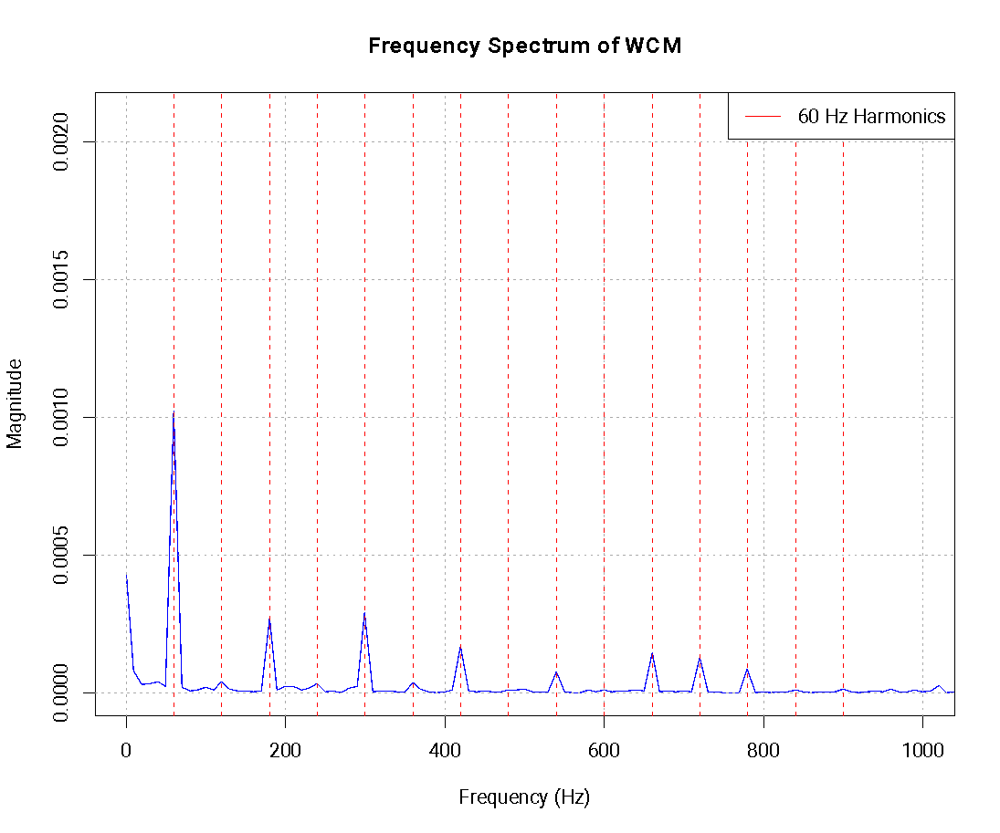 Frequency Spectrum of WCM
60 Hz Harmonics
0.0020
0.0015
0.0010
0.0005
0.0000
Magnitude
0 200 400 600 800 1000
Frequency (Hz)